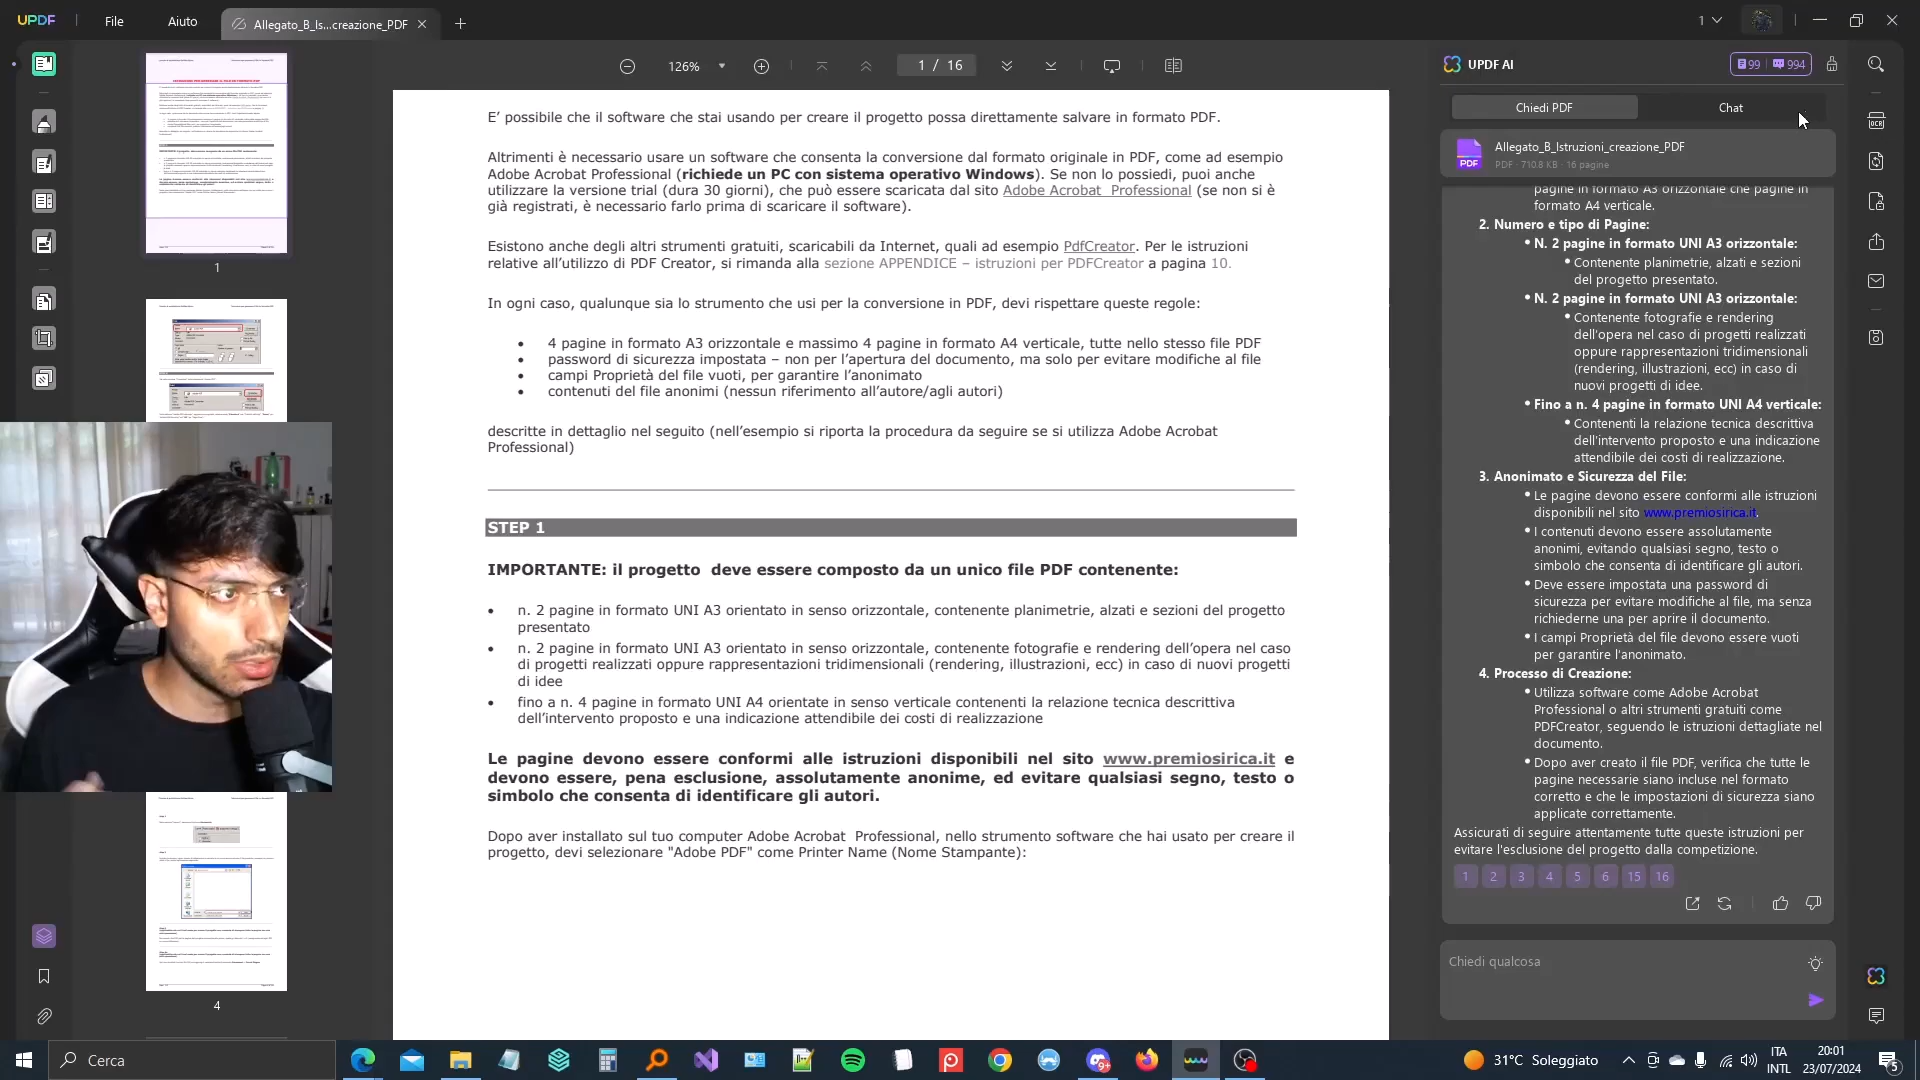 UPDF
File
Aiuto
Allegato_B_Is...creazione_PDF
1
126%
1 / 16
E' possibile che il software che stai usando per creare il progetto possa direttamente salvare in formato PDF.
Altrimenti è necessario usare un software che consenta la conversione dal formato originale in PDF, come ad esempio
Adobe Acrobat Professional (richiede un PC con sistema operativo Windows). Se non lo possiedi, puoi anche
utilizzare la versione trial (dura 30 giorni), che può essere scaricata dal sito Adobe Acrobat Professional (se non si è
già registrati, è necessario farlo prima di scaricare il software).
Esistono anche degli altri strumenti gratuiti, scaricabili da Internet, quali ad esempio PdfCreator. Per le istruzioni
relative all'utilizzo di PDF Creator, si rimanda alla sezione APPENDICE – istruzioni per PDFCreator a pagina 10.
In ogni caso, qualunque sia lo strumento che usi per la conversione in PDF, devi rispettare queste regole:
• 4 pagine in formato A3 orizzontale e massimo 4 pagine in formato A4 verticale, tutte nello stesso file PDF
• password di sicurezza impostata – non per l'apertura del documento, ma solo per evitare modifiche al file
• campi Proprietà del file vuoti, per garantire l'anonimato
• contenuti del file anonimi (nessun riferimento all'autore/agli autori)
descritte in dettaglio nel seguito (nell'esempio si riporta la procedura da seguire se si utilizza Adobe Acrobat
Professional)
STEP 1
IMPORTANTE: il progetto deve essere composto da un unico file PDF contenente:
• n. 2 pagine in formato UNI A3 orientato in senso orizzontale, contenente planimetrie, alzati e sezioni del progetto
presentato
• n. 2 pagine in formato UNI A3 orientato in senso orizzontale, contenente fotografie e rendering dell'opera nel caso
di progetti realizzati oppure rappresentazioni tridimensionali (rendering, illustrazioni, ecc) in caso di nuovi progetti
di idee
• fino a n. 4 pagine in formato UNI A4 orientate in senso verticale contenenti la relazione tecnica descrittiva
dell'intervento proposto e una indicazione attendibile dei costi di realizzazione
Le pagine devono essere conformi alle istruzioni disponibili nel sito www.premiosirica.it e
devono essere, pena esclusione, assolutamente anonime, ed evitare qualsiasi segno, testo o
simbolo che consenta di identificare gli autori.
Dopo aver installato sul tuo computer Adobe Acrobat Professional, nello strumento software che hai usato per creare il
progetto, devi selezionare "Adobe PDF" come Printer Name (Nome Stampante):
1
4
UPDF AI
99
994
Chiedi PDF
Chat
PDF
Allegato_B_Istruzioni_creazione_PDF
PDF · 710.8 KB · 16 pagine
pagine in formato A3 orizzontale che pagine in
formato A4 verticale.
2. Numero e tipo di Pagine:
• N. 2 pagine in formato UNI A3 orizzontale:
• Contenente planimetrie, alzati e sezioni
del progetto presentato.
• N. 2 pagine in formato UNI A3 orizzontale:
• Contenente fotografie e rendering
dell'opera nel caso di progetti realizzati
oppure rappresentazioni tridimensionali
(rendering, illustrazioni, ecc) in caso di
nuovi progetti di idee.
• Fino a n. 4 pagine in formato UNI A4 verticale:
• Contenenti la relazione tecnica descrittiva
dell'intervento proposto e una indicazione
attendibile dei costi di realizzazione.
3. Anonimato e Sicurezza del File:
• Le pagine devono essere conformi alle istruzioni
disponibili nel sito www.premiosirica.it.
• I contenuti devono essere assolutamente
anonimi, evitando qualsiasi segno, testo o
simbolo che consenta di identificare gli autori.
• Deve essere impostata una password di
sicurezza per evitare modifiche al file, ma senza
richiederne una per aprire il documento.
• I campi Proprietà del file devono essere vuoti
per garantire l'anonimato.
4. Processo di Creazione:
• Utilizza software come Adobe Acrobat
Professional o altri strumenti gratuiti come
PDFCreator, seguendo le istruzioni dettagliate nel
documento.
• Dopo aver creato il file PDF, verifica che tutte le
pagine necessarie siano incluse nel formato
corretto e che le impostazioni di sicurezza siano
applicate correttamente.
Assicurati di seguire attentamente tutte queste istruzioni per
evitare l'esclusione del progetto dalla competizione.
1 2 3 4 5 6 15 16
Chiedi qualcosa
OCR
Cerca
9+
31°C Soleggiato
ITA
INTL
20:01
23/07/2024
5